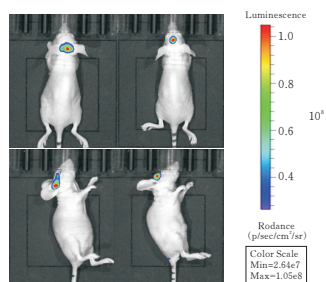 Luminescence
1.0
0.8
10⁸
0.6
0.4
Rodance
(p/sec/cm²/sr)
Color Scale
Min=2.64e7
Max=1.05e8